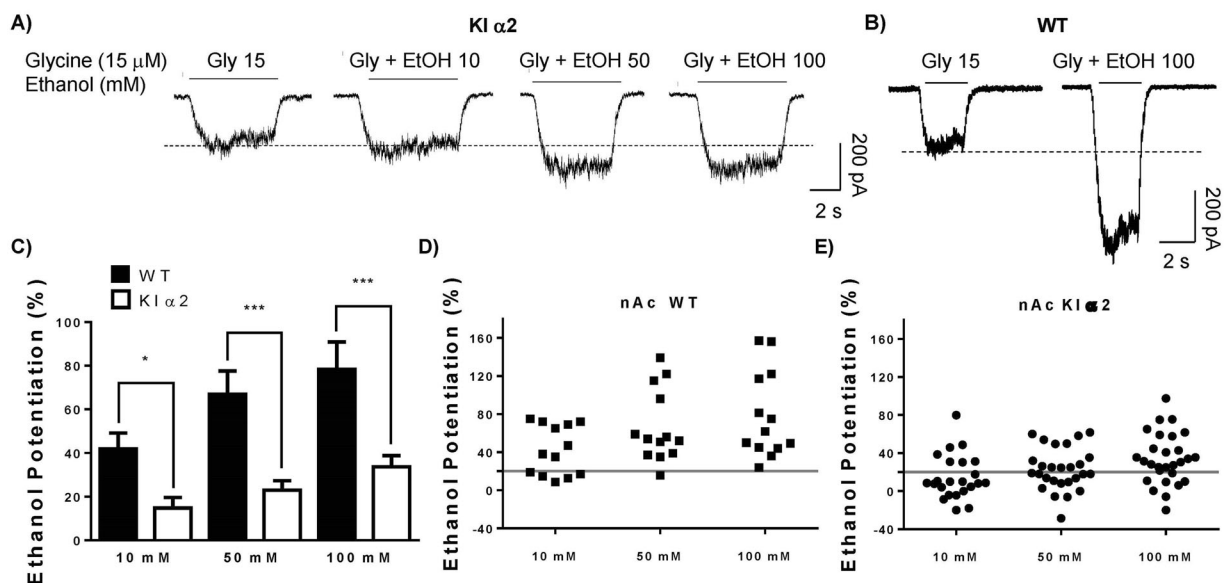 A)
KI α2
Glycine (15 μM)
Ethanol (mM)
Gly 15
Gly + EtOH 10
Gly + EtOH 50
Gly + EtOH 100
200 pA
2 s
B)
WT
Gly 15
Gly + EtOH 100
200 pA
2 s
C)
WT
KI α2
Ethanol Potentiation (%)
100
80
60
40
20
0
*
***
***
10 mM
50 mM
100 mM
D)
nAc WT
Ethanol Potentiation (%)
160
120
80
40
0
-40
10 mM
50 mM
100 mM
E)
nAc KI α2
Ethanol Potentiation (%)
160
120
80
40
0
-40
10 mM
50 mM
100 mM